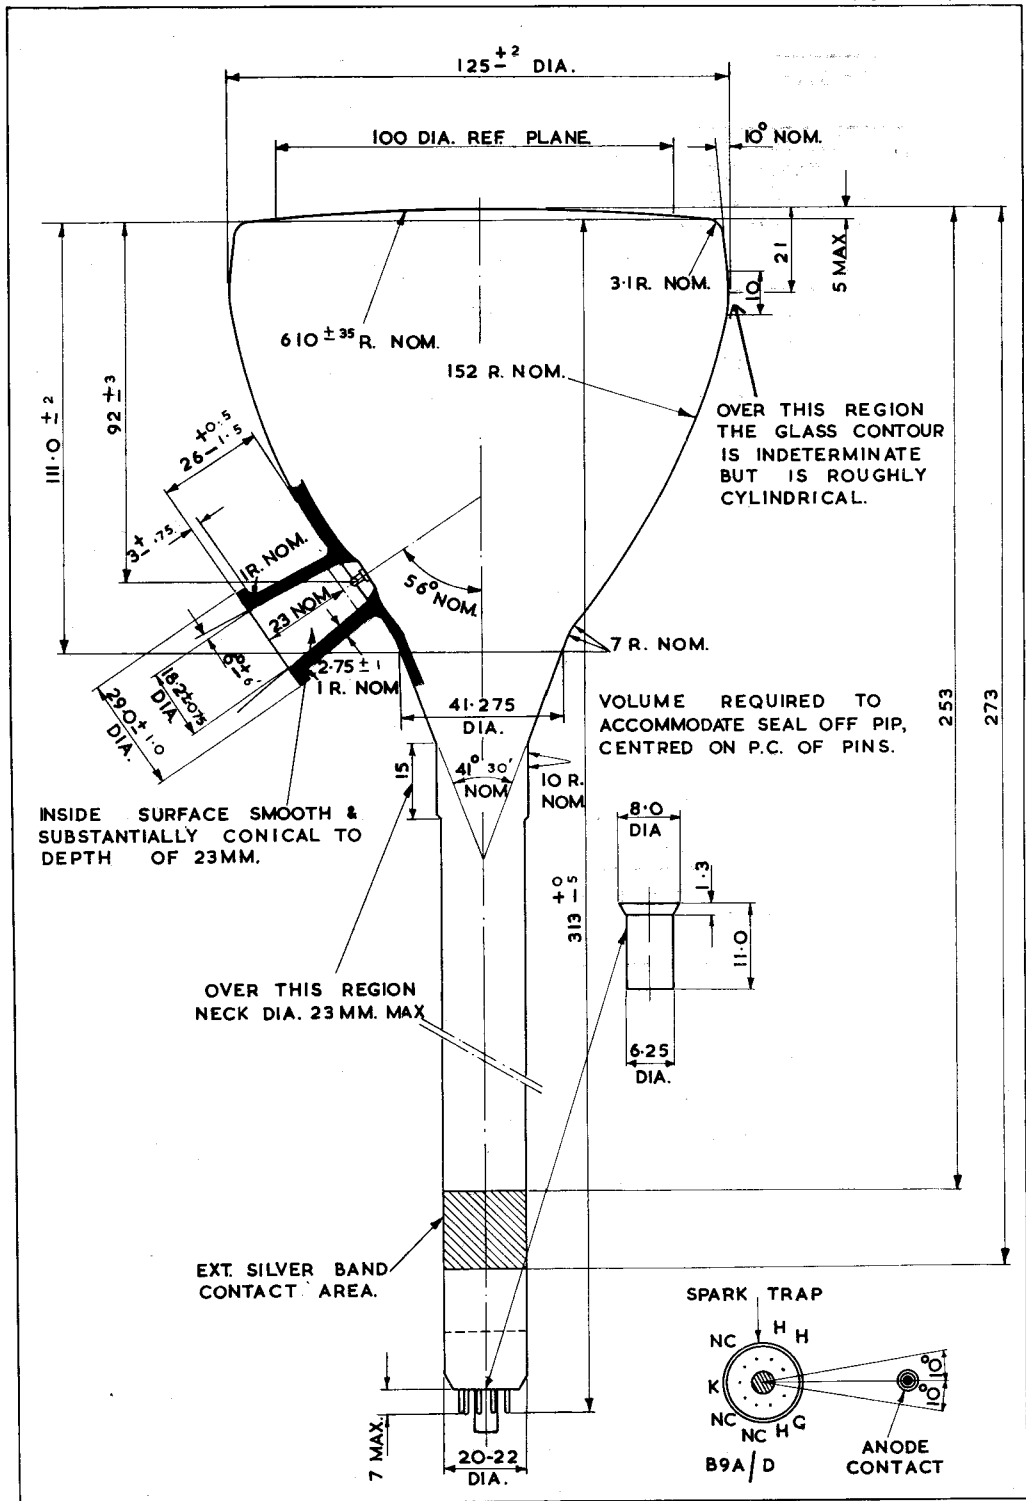 125 ± 2 DIA.
100 DIA. REF. PLANE
10° NOM.
21
5 MAX
10
3·1R. NOM.
610 ± 35 R. NOM.
152 R. NOM.
92 ± 3
111·0 ± 2
OVER THIS REGION
THE GLASS CONTOUR
IS INDETERMINATE
BUT IS ROUGHLY
CYLINDRICAL.
26 +0·5 −1·5
3 ± ·75
1R. NOM.
23 NOM.
56° NOM.
7 R. NOM.
2·75 ± 1
1 R. NOM
18·2 ± ·075
DIA.
29·0 ± 1·0
DIA.
41·275
DIA.
VOLUME REQUIRED TO
ACCOMMODATE SEAL OFF PIP,
CENTRED ON P.C. OF PINS.
253
273
15
41° 30'
NOM
10 R.
NOM.
INSIDE SURFACE SMOOTH &
SUBSTANTIALLY CONICAL TO
DEPTH OF 23MM.
8·0
DIA
1·3
11·0
313 +0 −5
OVER THIS REGION
NECK DIA. 23MM. MAX
6·25
DIA.
EXT. SILVER BAND
CONTACT AREA.
SPARK TRAP
NC H H
K
NC NC H G
10°
10°
B9A/D
ANODE
CONTACT
7 MAX.
20-22
DIA.